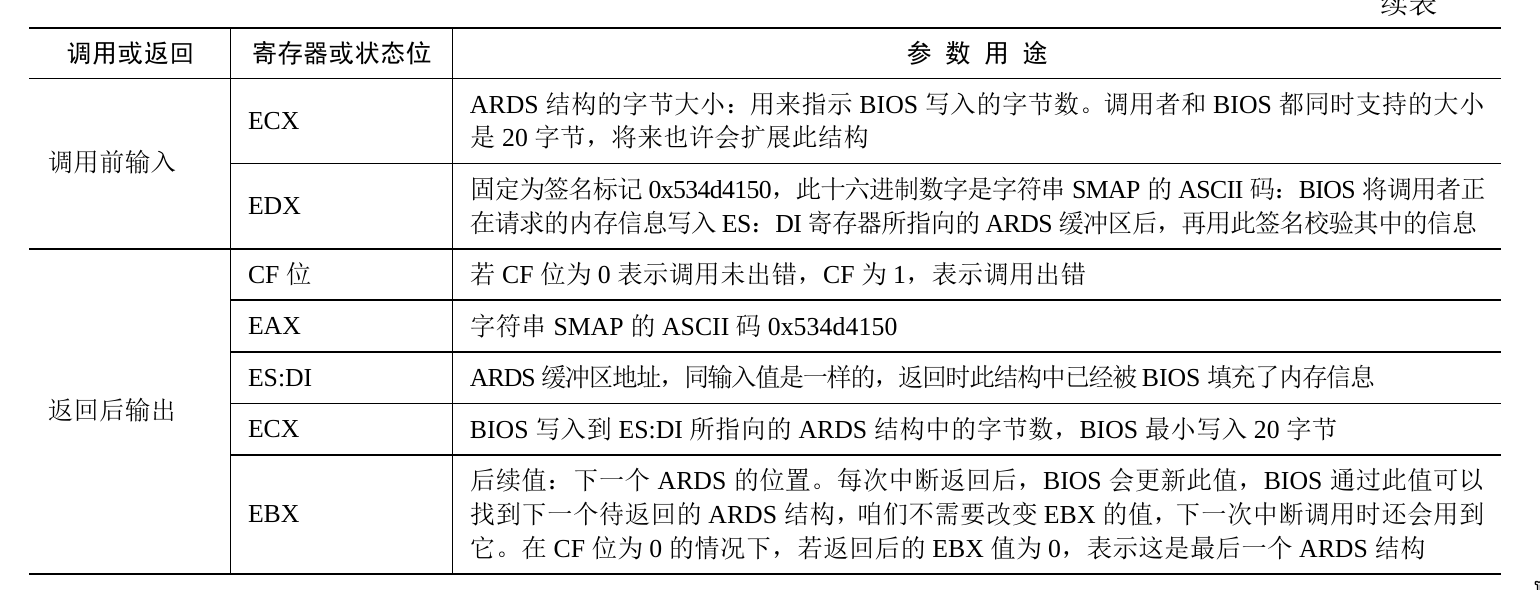 续表
调用或返回 寄存器或状态位 参数用途
调用前输入
ECX
ARDS 结构的字节大小：用来指示 BIOS 写入的字节数。调用者和 BIOS 都同时支持的大小
是 20 字节，将来也许会扩展此结构
EDX
固定为签名标记 0x534d4150，此十六进制数字是字符串 SMAP 的 ASCII 码：BIOS 将调用者正
在请求的内存信息写入 ES：DI 寄存器所指向的 ARDS 缓冲区后，再用此签名校验其中的信息
返回后输出
CF 位 若 CF 位为 0 表示调用未出错，CF 为 1，表示调用出错
EAX 字符串 SMAP 的 ASCII 码 0x534d4150
ES:DI ARDS 缓冲区地址，同输入值是一样的，返回时此结构中已经被 BIOS 填充了内存信息
ECX BIOS 写入到 ES:DI 所指向的 ARDS 结构中的字节数，BIOS 最小写入 20 字节
EBX
后续值：下一个 ARDS 的位置。每次中断返回后，BIOS 会更新此值，BIOS 通过此值可以
找到下一个待返回的 ARDS 结构，咱们不需要改变 EBX 的值，下一次中断调用时还会用到
它。在 CF 位为 0 的情况下，若返回后的 EBX 值为 0，表示这是最后一个 ARDS 结构